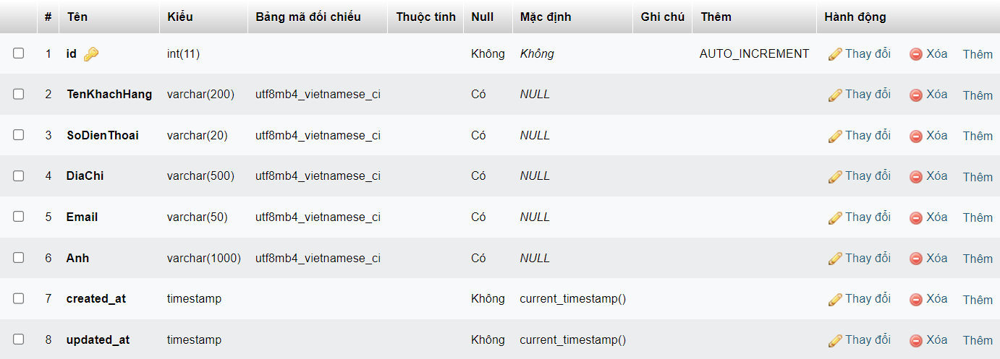 # Tên Kiểu Bảng mã đối chiếu Thuộc tính Null Mặc định Ghi chú Thêm Hành động
1 id int(11) Không Không AUTO_INCREMENT Thay đổi Xóa Thêm
2 TenKhachHang varchar(200) utf8mb4_vietnamese_ci Có NULL Thay đổi Xóa Thêm
3 SoDienThoai varchar(20) utf8mb4_vietnamese_ci Có NULL Thay đổi Xóa Thêm
4 DiaChi varchar(500) utf8mb4_vietnamese_ci Có NULL Thay đổi Xóa Thêm
5 Email varchar(50) utf8mb4_vietnamese_ci Có NULL Thay đổi Xóa Thêm
6 Anh varchar(1000) utf8mb4_vietnamese_ci Có NULL Thay đổi Xóa Thêm
7 created_at timestamp Không current_timestamp() Thay đổi Xóa Thêm
8 updated_at timestamp Không current_timestamp() Thay đổi Xóa Thêm